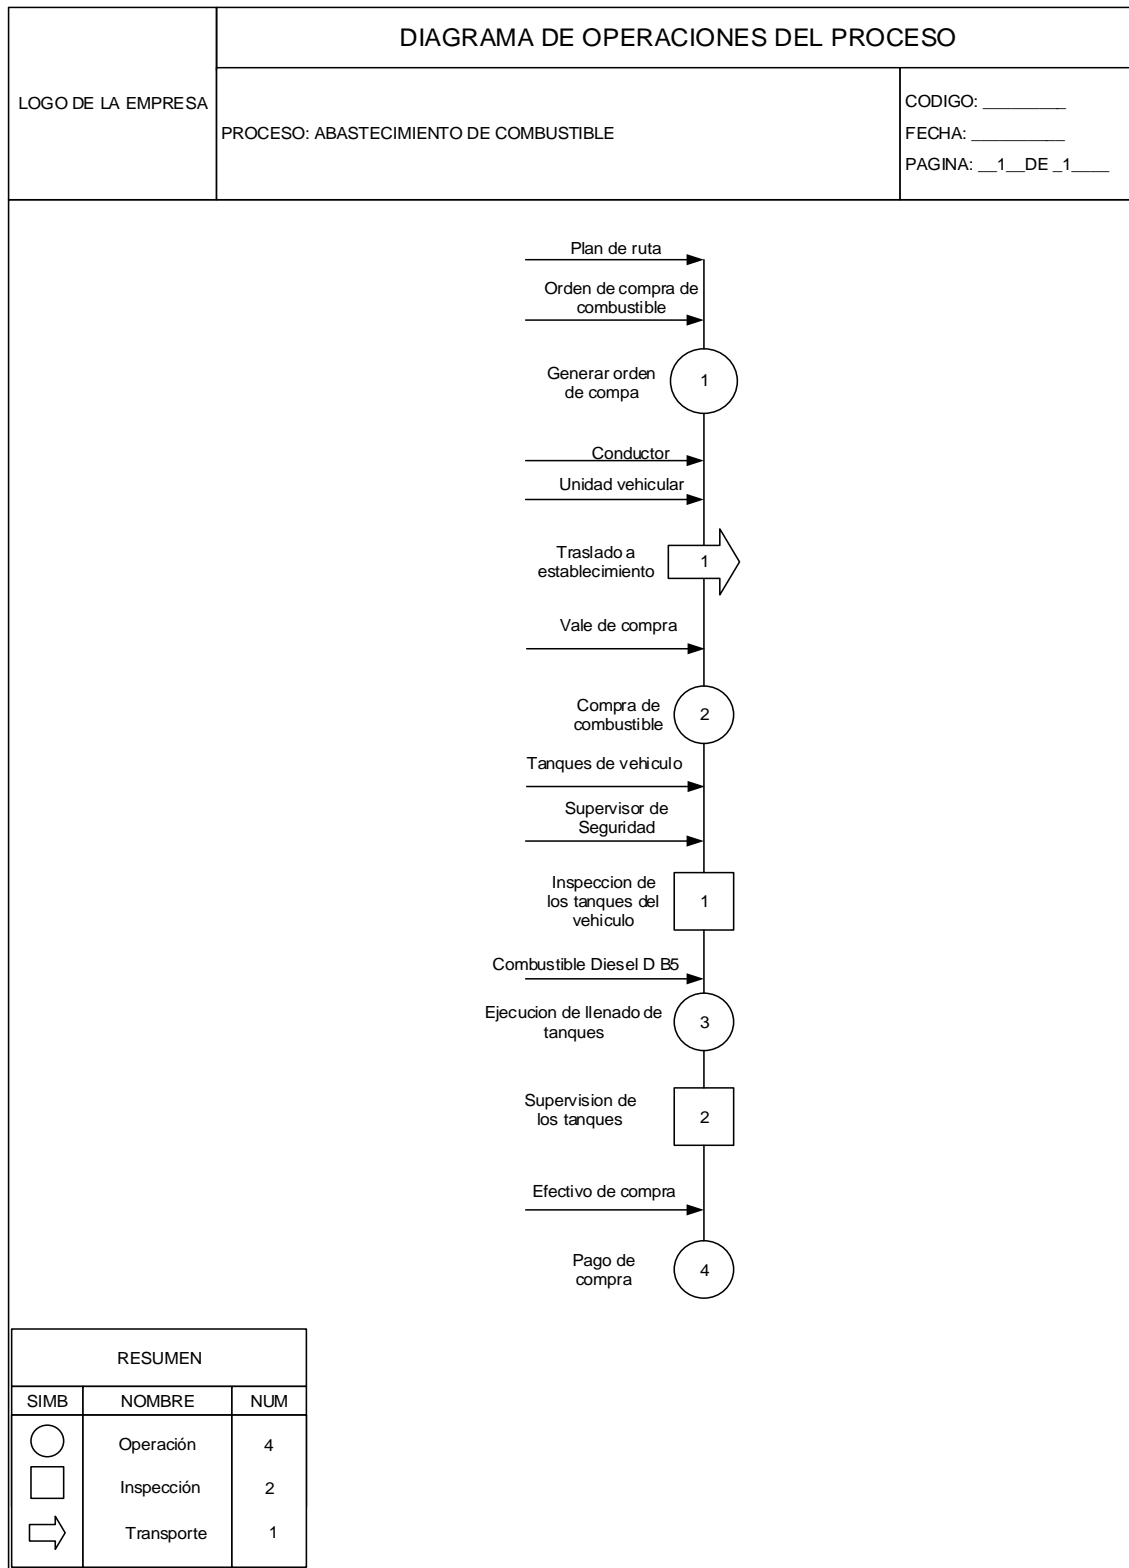 DIAGRAMA DE OPERACIONES DEL PROCESO
LOGO DE LA EMPRESA
PROCESO: ABASTECIMIENTO DE COMBUSTIBLE
CODIGO: _________
FECHA: __________
PAGINA: __1__DE _1____
Plan de ruta
Orden de compra de
combustible
Generar orden
de compa
1
Conductor
Unidad vehicular
Traslado a
establecimiento
1
Vale de compra
Compra de
combustible
2
Tanques de vehiculo
Supervisor de
Seguridad
Inspeccion de
los tanques del
vehiculo
1
Combustible Diesel D B5
Ejecucion de llenado de
tanques
3
Supervision de
los tanques
2
Efectivo de compra
Pago de
compra
4
RESUMEN
SIMB NOMBRE NUM
Operación 4
Inspección 2
Transporte 1